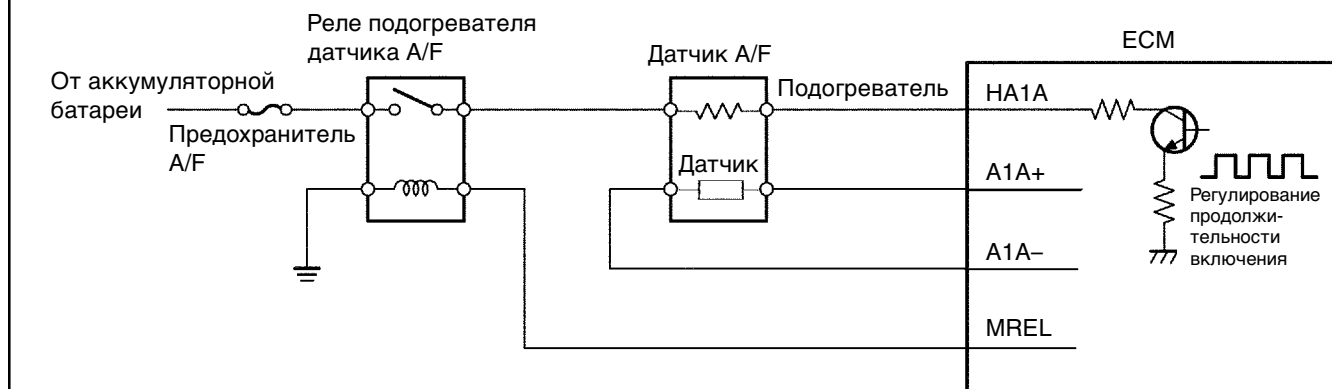 Реле подогревателя
датчика A/F
От аккумуляторной
батареи
Предохранитель
A/F
Датчик A/F
Датчик
Подогреватель
ECM
HA1A
A1A+
A1A–
MREL
Регулирование
продолжи-
тельности
включения